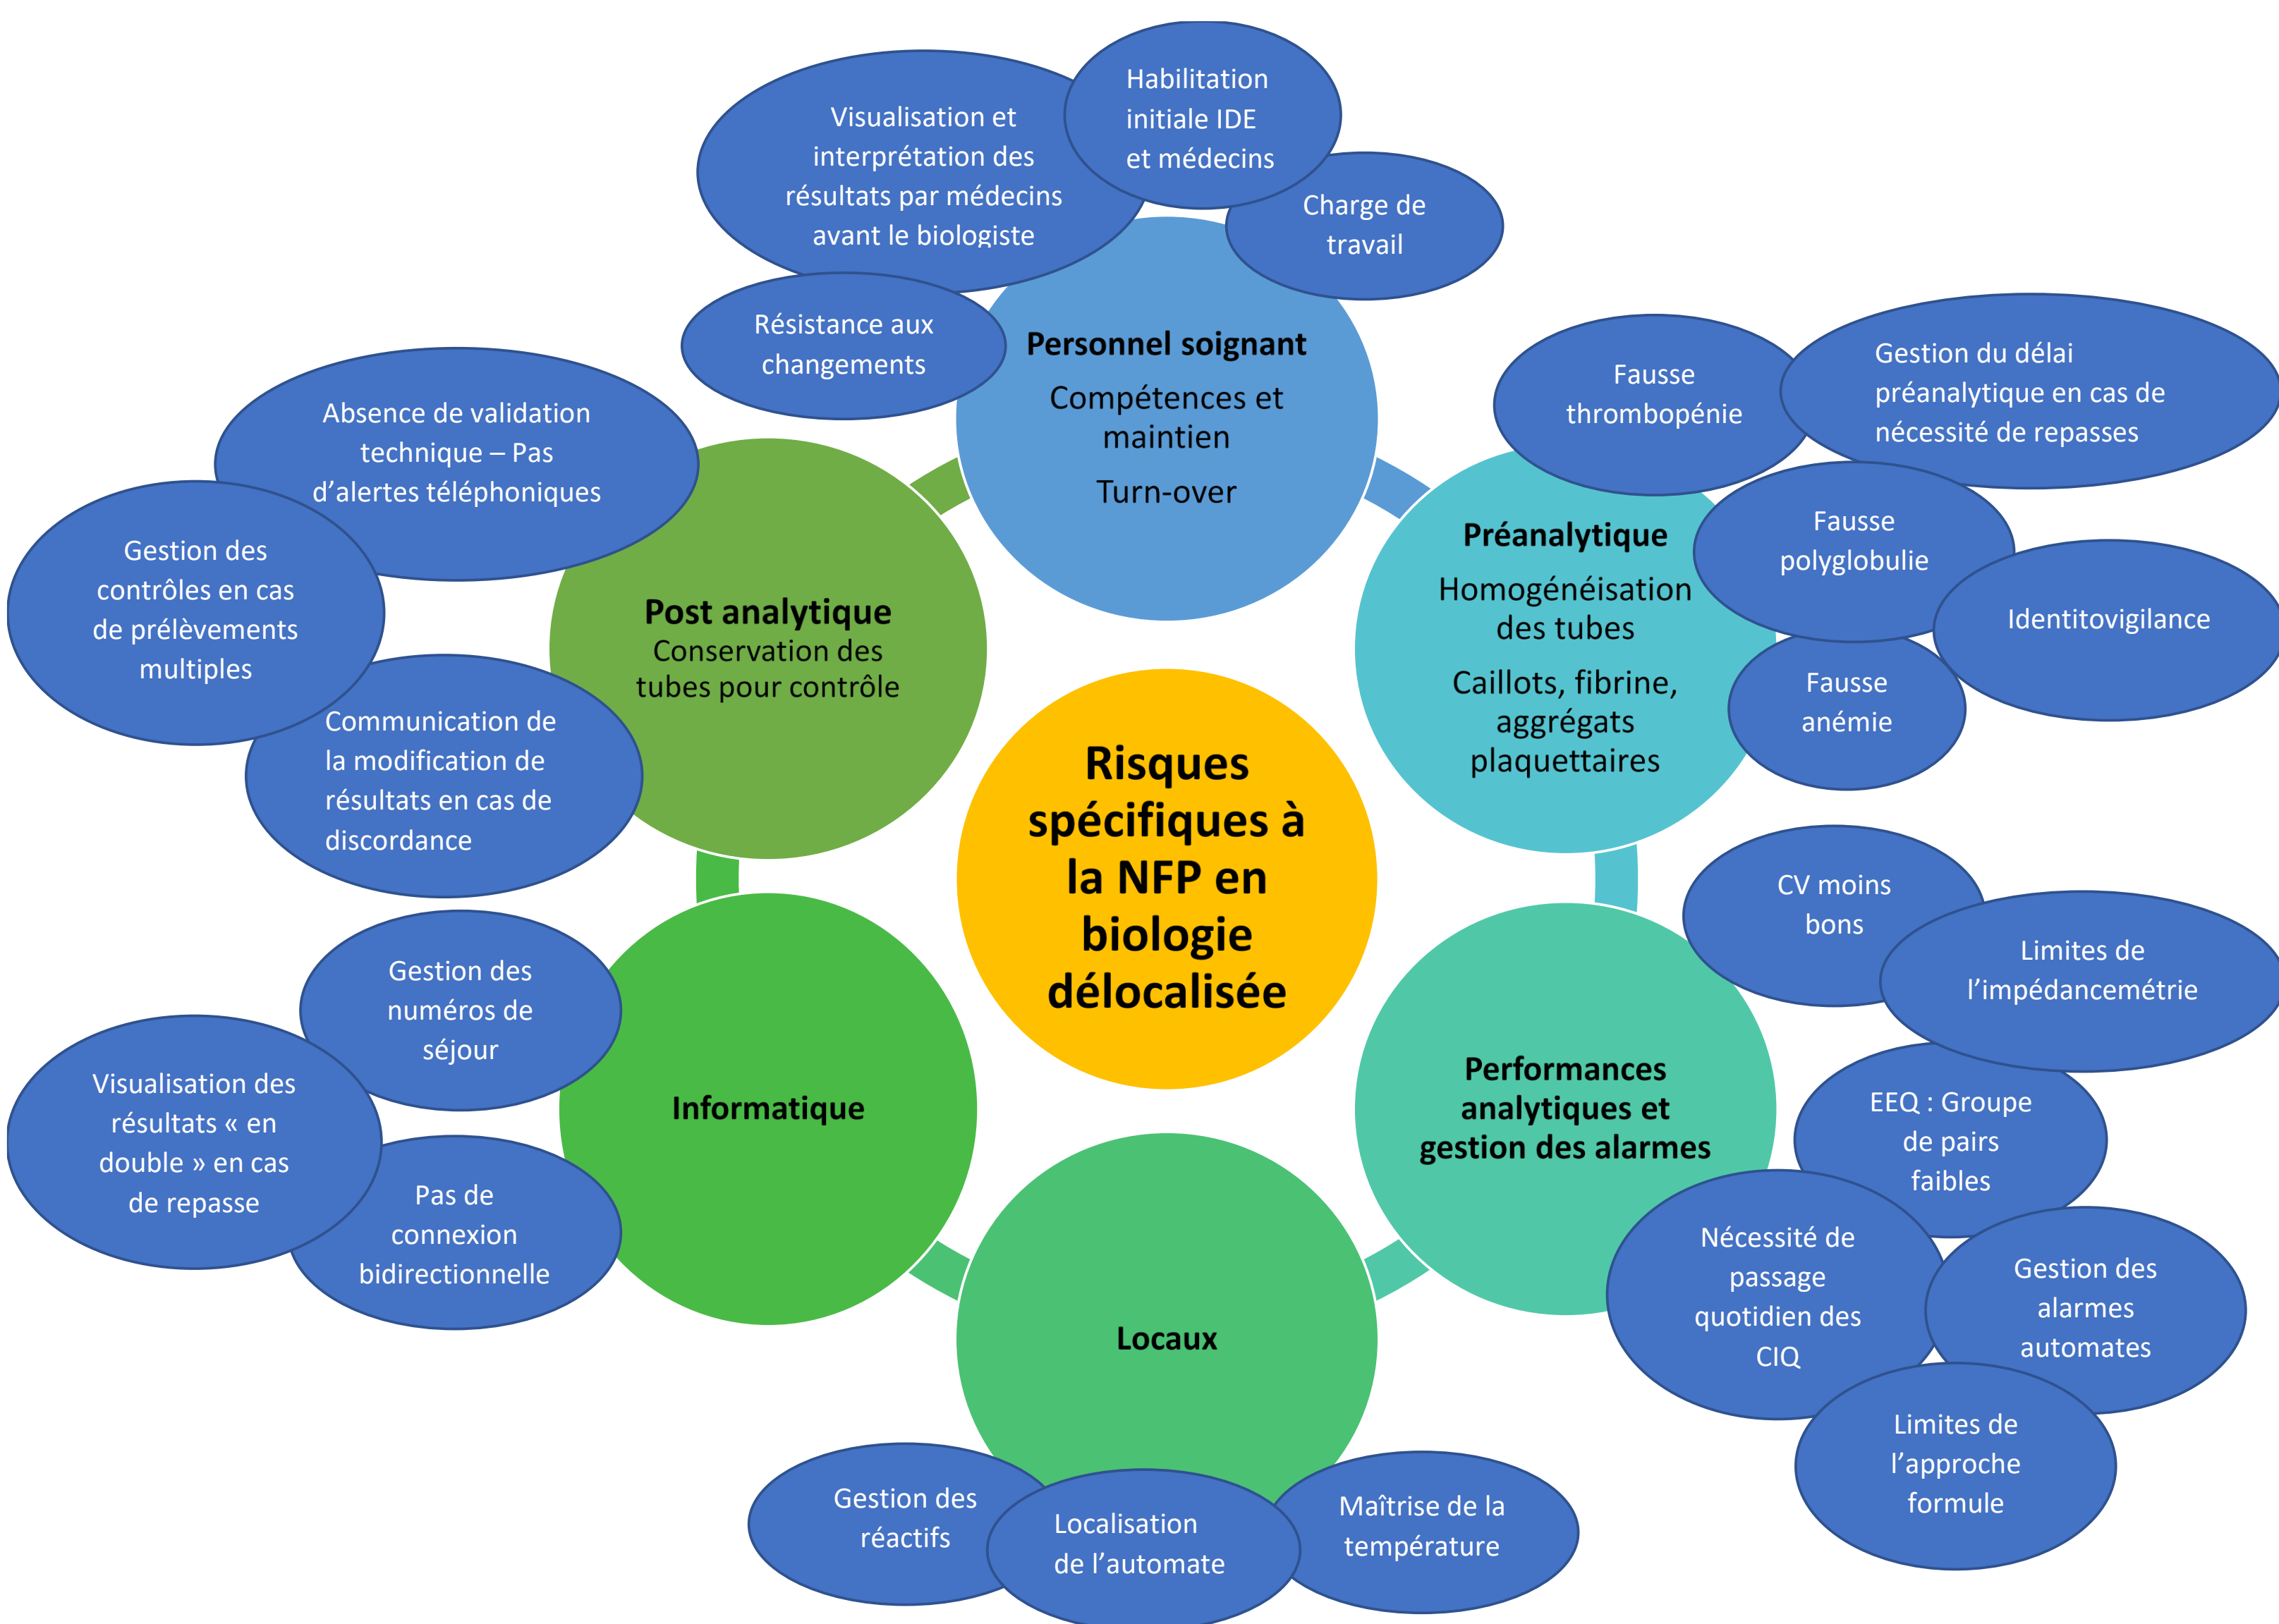 Visualisation et
interprétation des
résultats par médecins
avant le biologiste
Habilitation
initiale IDE
et médecins
Charge de
travail
Résistance aux
changements
Personnel soignant
Compétences et
maintien
Turn-over
Fausse
thrombopénie
Gestion du délai
préanalytique en cas de
nécessité de repasses
Fausse
polyglobulie
Identitovigilance
Fausse
anémie
Préanalytique
Homogénéisation
des tubes
Caillots, fibrine,
aggrégats
plaquettaires
Absence de validation
technique – Pas
d’alertes téléphoniques
Gestion des
contrôles en cas
de prélèvements
multiples
Communication de
la modification de
résultats en cas de
discordance
Post analytique
Conservation des
tubes pour contrôle
Risques
spécifiques à
la NFP en
biologie
délocalisée
CV moins
bons
Limites de
l’impédancemétrie
EEQ : Groupe
de pairs
faibles
Nécessité de
passage
quotidien des
CIQ
Gestion des
alarmes
automates
Limites de
l’approche
formule
Performances
analytiques et
gestion des alarmes
Gestion des
numéros de
séjour
Visualisation des
résultats « en
double » en cas
de repasse
Pas de
connexion
bidirectionnelle
Informatique
Locaux
Gestion des
réactifs
Localisation
de l’automate
Maîtrise de la
température